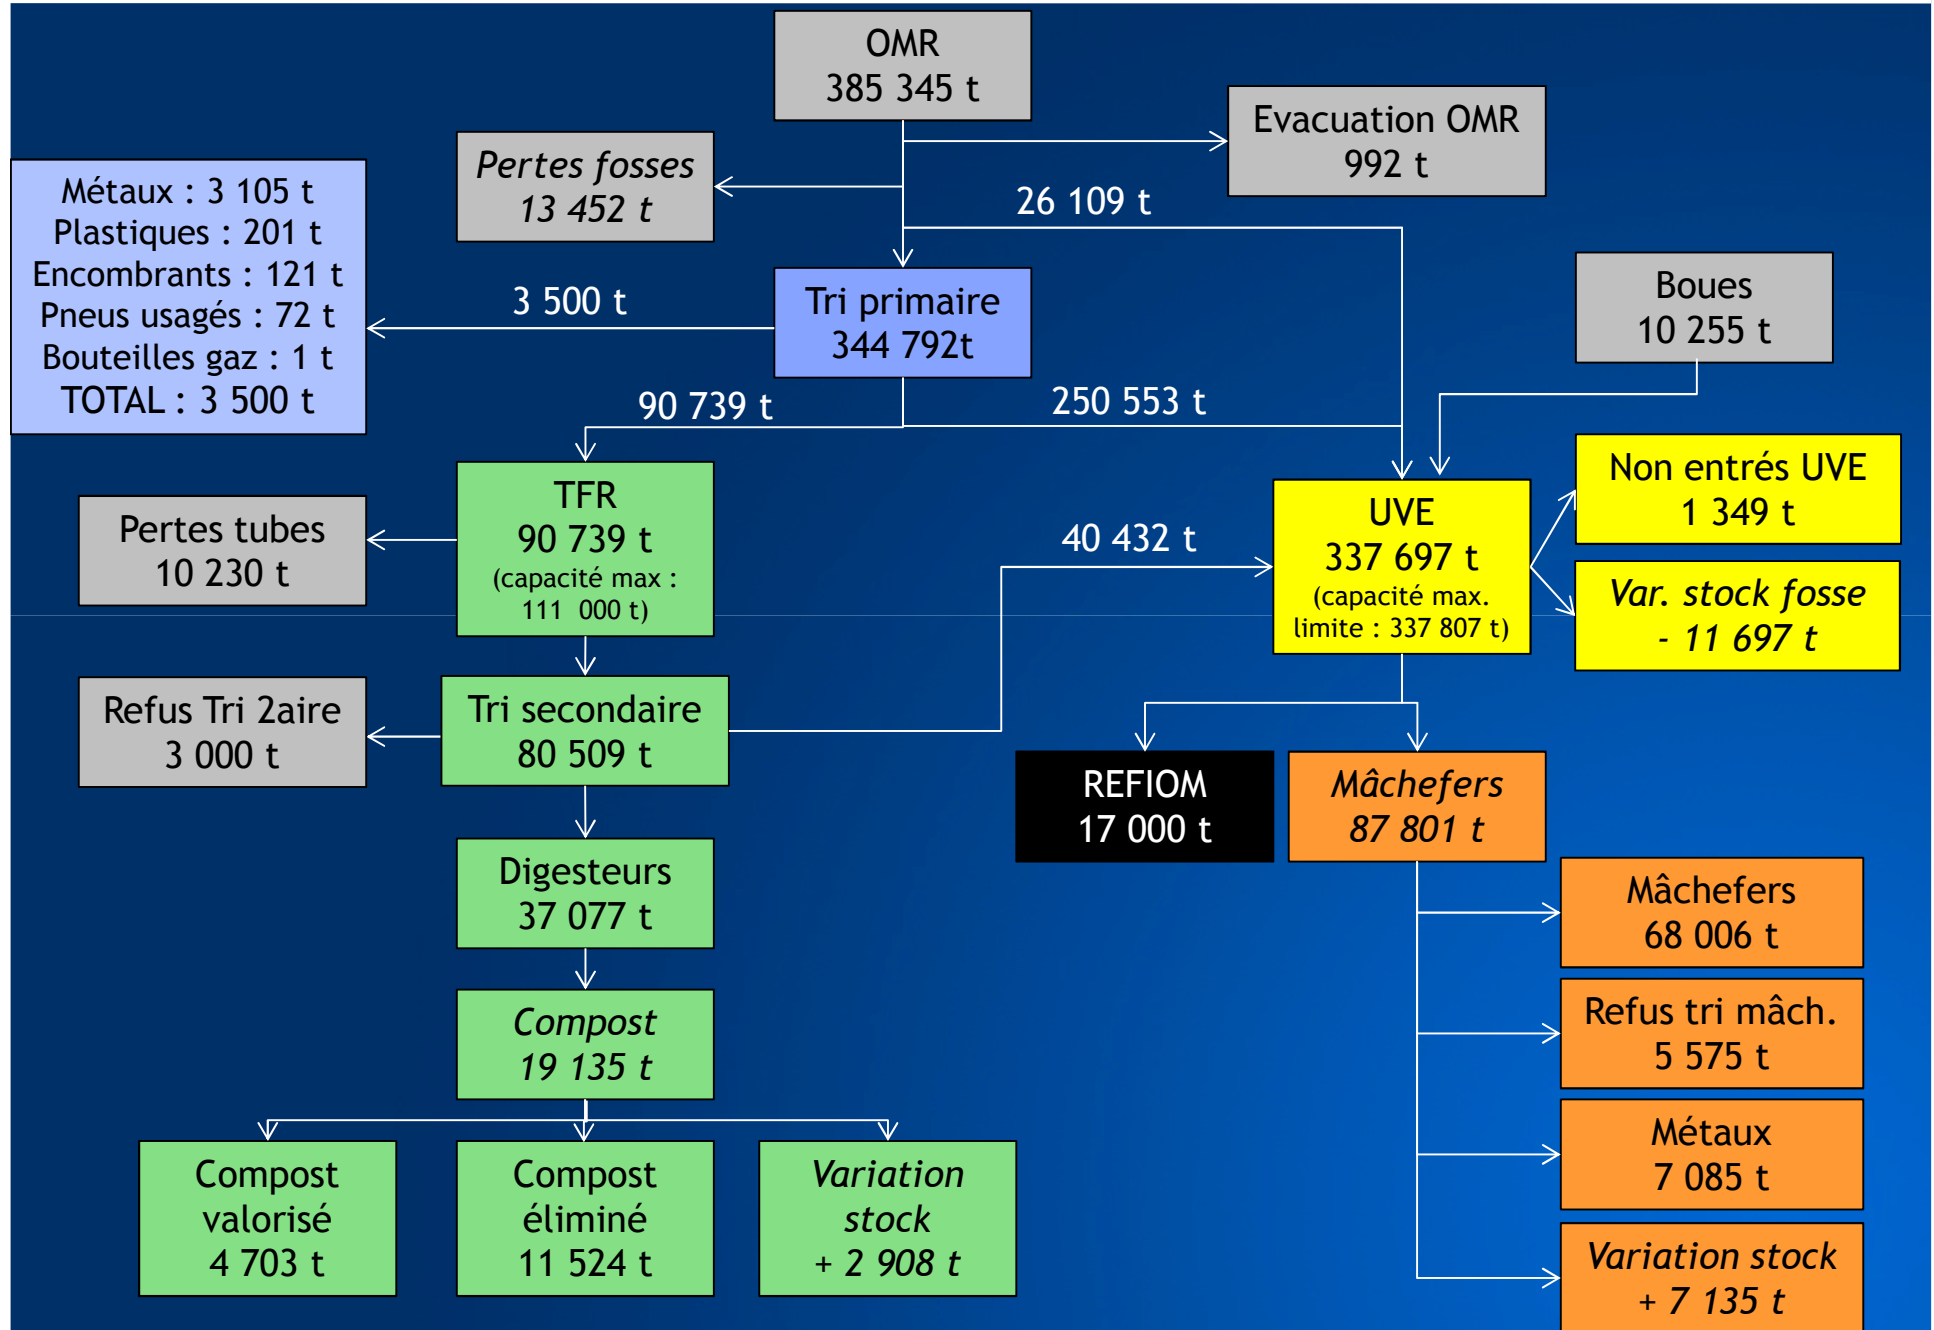 OMR
385 345 t
Evacuation OMR
992 t
Pertes fosses
13 452 t
26 109 t
Métaux : 3 105 t
Plastiques : 201 t
Encombrants : 121 t
Pneus usagés : 72 t
Bouteilles gaz : 1 t
TOTAL : 3 500 t
3 500 t
Tri primaire
344 792t
Boues
10 255 t
90 739 t
250 553 t
TFR
90 739 t
(capacité max :
111 000 t)
Pertes tubes
10 230 t
40 432 t
UVE
337 697 t
(capacité max.
limite : 337 807 t)
Non entrés UVE
1 349 t
Var. stock fosse
- 11 697 t
Refus Tri 2aire
3 000 t
Tri secondaire
80 509 t
REFIOM
17 000 t
Mâchefers
87 801 t
Digesteurs
37 077 t
Mâchefers
68 006 t
Compost
19 135 t
Refus tri mâch.
5 575 t
Métaux
7 085 t
Compost
valorisé
4 703 t
Compost
éliminé
11 524 t
Variation
stock
+ 2 908 t
Variation stock
+ 7 135 t